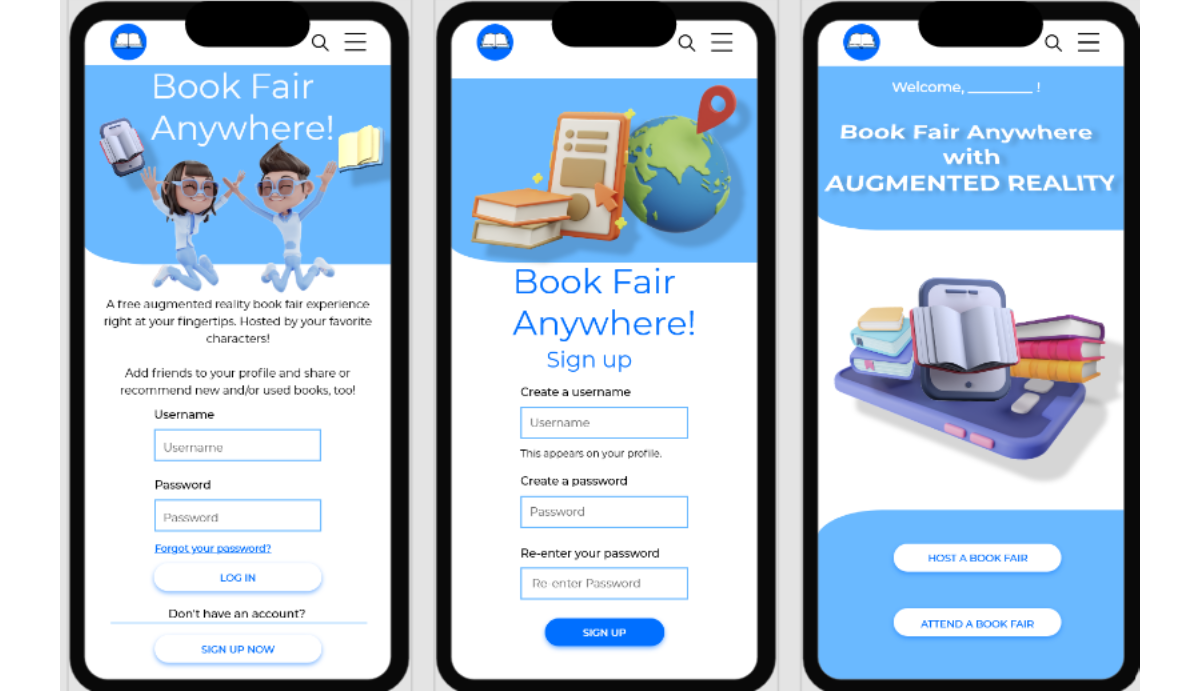 Book Fair
Anywhere!
A free augmented reality book fair experience
right at your fingertips. Hosted by your favorite
characters!
Add friends to your profile and share or
recommend new and/or used books, too!
Username
Username
Password
Password
Forgot your password?
LOG IN
Don't have an account?
SIGN UP NOW
Book Fair
Anywhere!
Sign up
Create a username
Username
This appears on your profile.
Create a password
Password
Re-enter your password
Re-enter Password
SIGN UP
Welcome, ________ !
Book Fair Anywhere
with
AUGMENTED REALITY
HOST A BOOK FAIR
ATTEND A BOOK FAIR